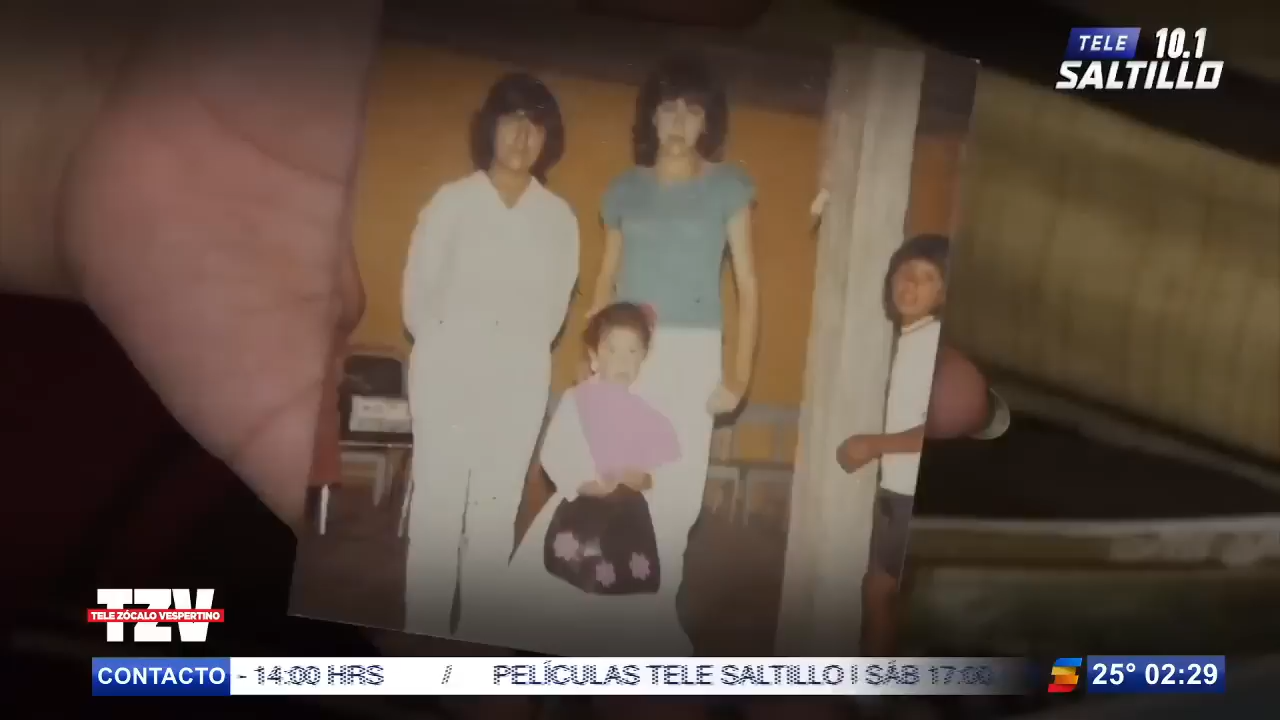 TELE 10.1
SALTILLO
TZV
TELE ZÓCALO VESPERTINO
CONTACTO
- 14:00 HRS / PELÍCULAS TELE SALTILLO | SÁB 17:00
25° 02:29